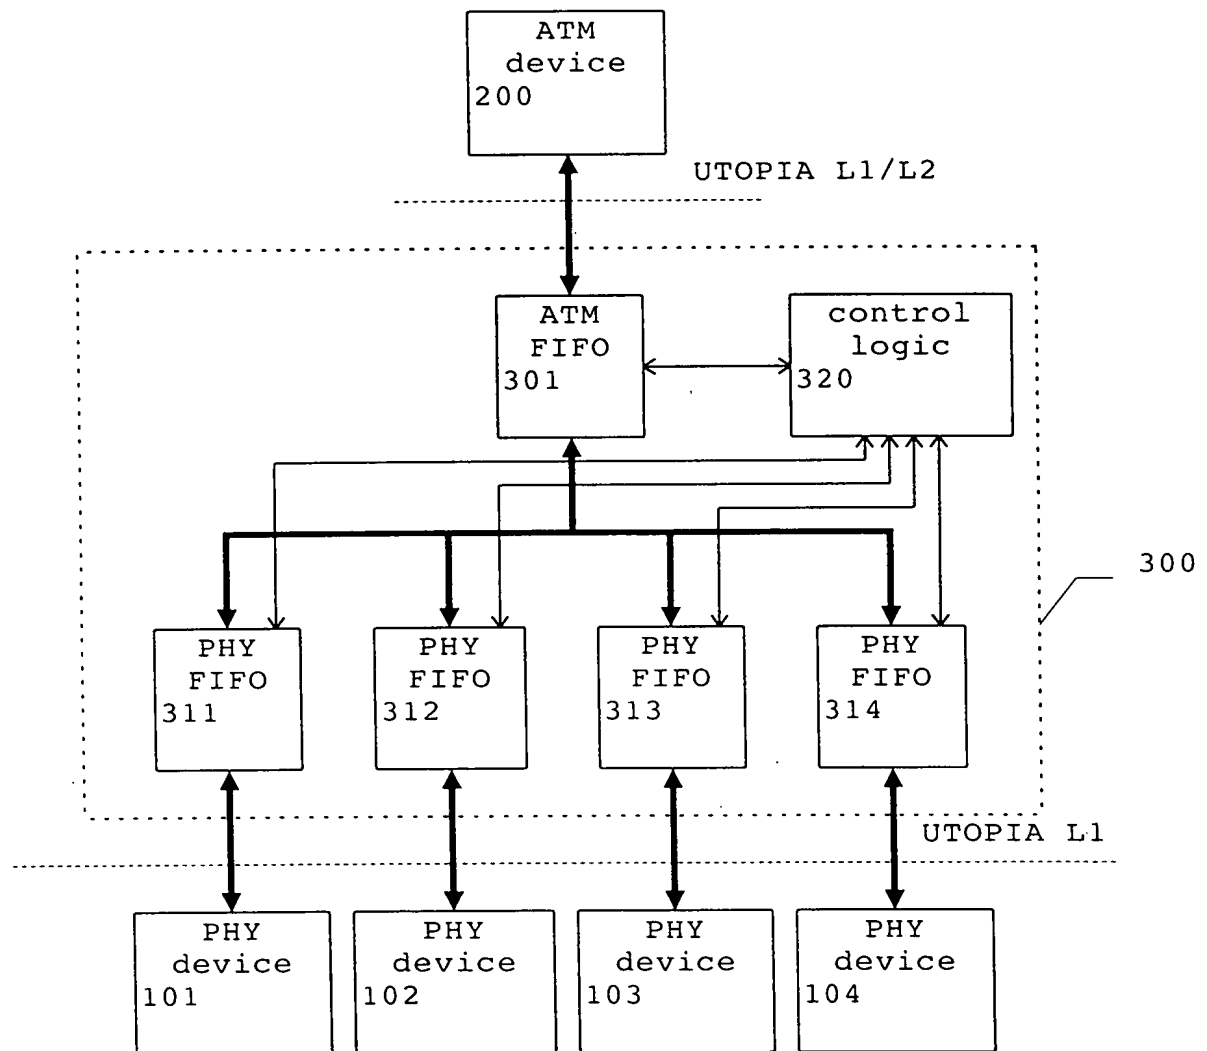 ATM
device
200
UTOPIA L1/L2
ATM
FIFO
301
control
logic
320
300
PHY
FIFO
311
PHY
FIFO
312
PHY
FIFO
313
PHY
FIFO
314
UTOPIA L1
PHY
device
101
PHY
device
102
PHY
device
103
PHY
device
104